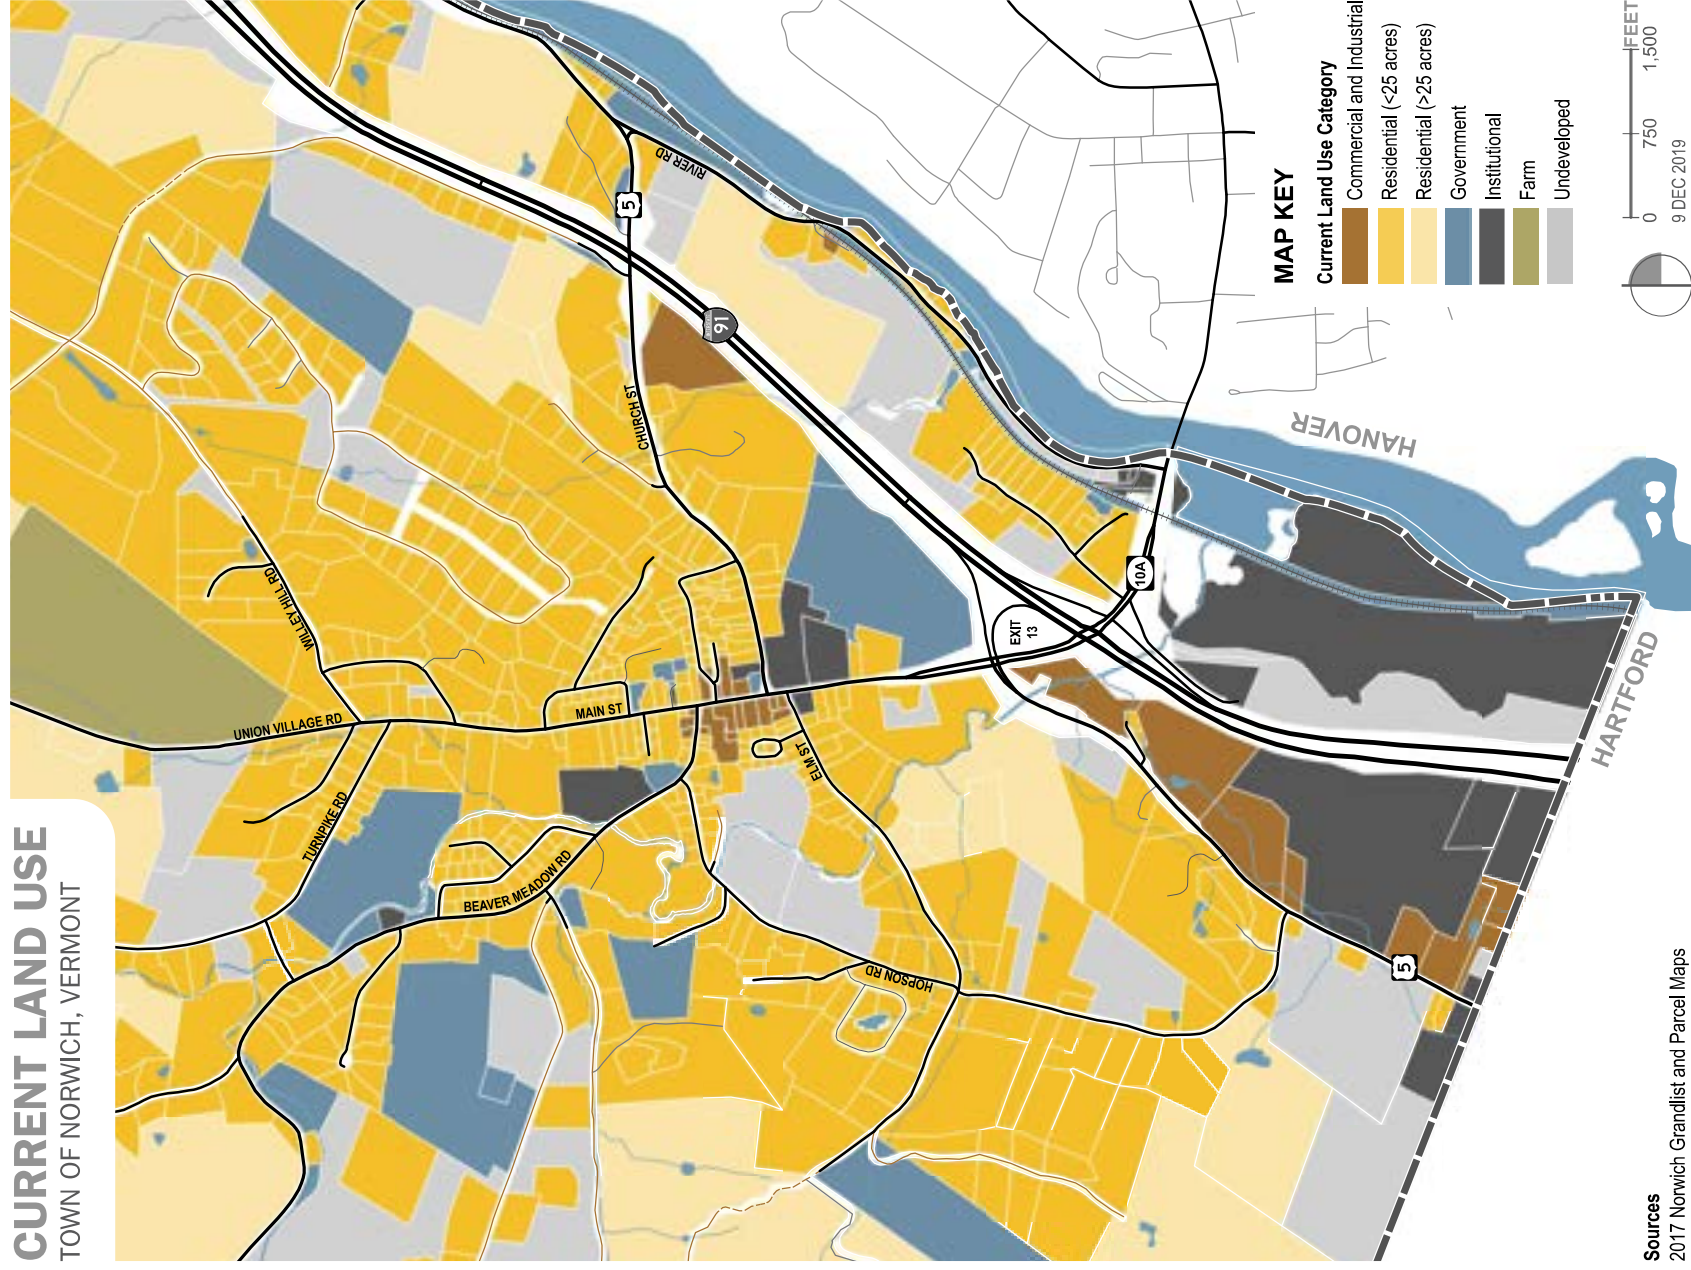 CURRENT LAND USE
TOWN OF NORWICH, VERMONT
UNION VILLAGE RD
WILLEY HILL RD
TURNPIKE RD
BEAVER MEADOW RD
MAIN ST
CHURCH ST
ELM ST
HOPSON RD
RIVER RD
5
91
EXIT
13
10A
5
HANOVER
HARTFORD
MAP KEY
Current Land Use Category
Commercial and Industrial
Residential (<25 acres)
Residential (>25 acres)
Government
Institutional
Farm
Undeveloped
0 750 1,500
FEET
9 DEC 2019
Sources
2017 Norwich Grandlist and Parcel Maps